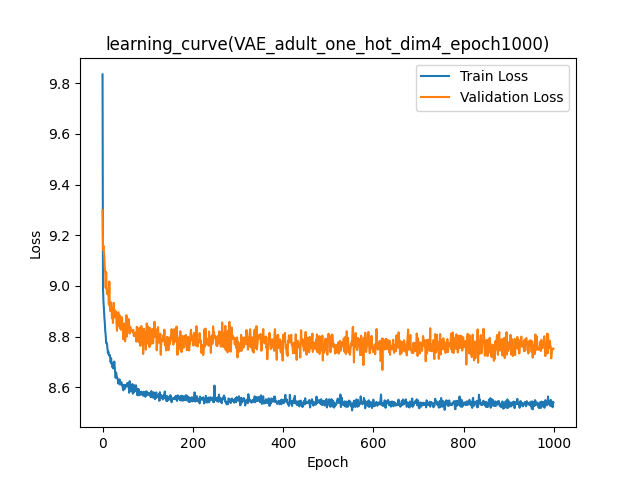 learning_curve(VAE_adult_one_hot_dim4_epoch1000)
Train Loss
Validation Loss
Loss
9.8
9.6
9.4
9.2
9.0
8.8
8.6
0 200 400 600 800 1000
Epoch